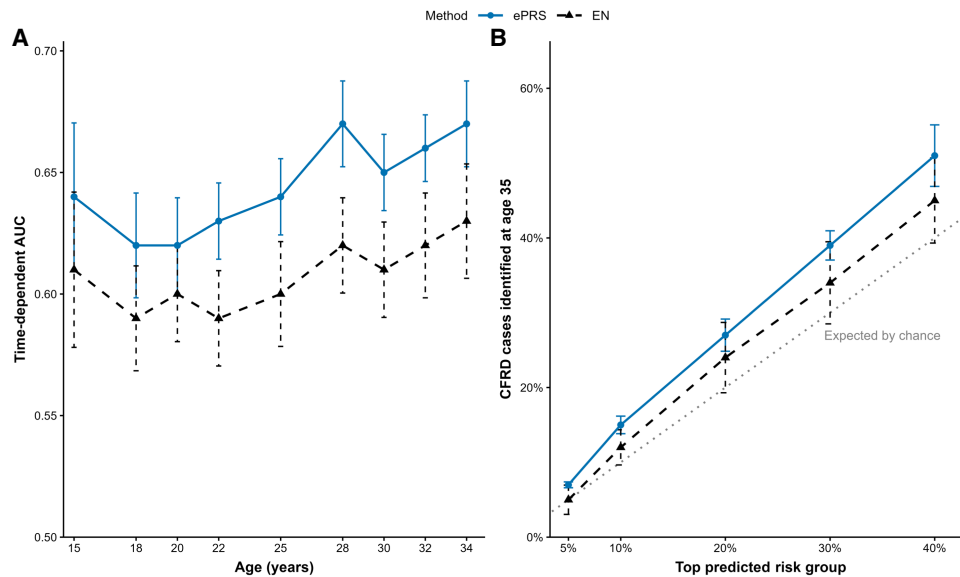 Method ePRS EN
A
B
Time-dependent AUC
0.70
0.65
0.60
0.55
0.50
15 18 20 22 25 28 30 32 34
Age (years)
CFRD cases identified at age 35
60%
40%
20%
0%
Expected by chance
5% 10% 20% 30% 40%
Top predicted risk group